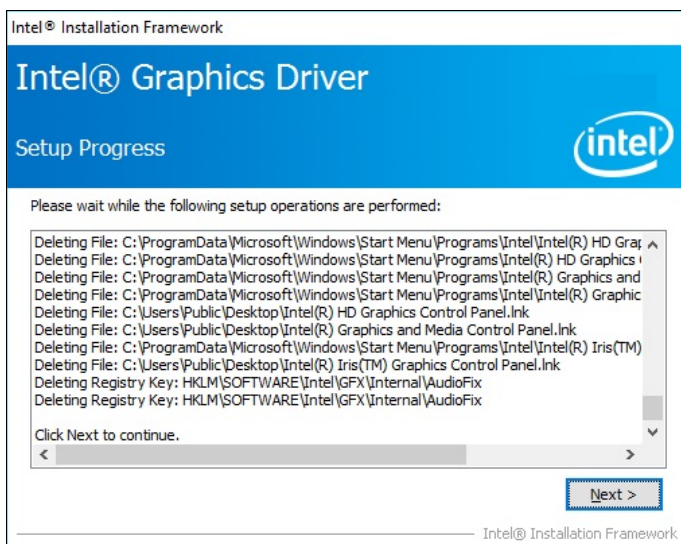 Intel® Installation Framework
Intel® Graphics Driver
Setup Progress
intel
Please wait while the following setup operations are performed:
Deleting File: C:\ProgramData\Microsoft\Windows\Start Menu\Programs\Intel\Intel(R) HD Grap
Deleting File: C:\ProgramData\Microsoft\Windows\Start Menu\Programs\Intel(R) HD Graphics
Deleting File: C:\ProgramData\Microsoft\Windows\Start Menu\Programs\Intel(R) Graphics and
Deleting File: C:\ProgramData\Microsoft\Windows\Start Menu\Programs\Intel\Intel(R) Graphic
Deleting File: C:\Users\Public\Desktop\Intel(R) HD Graphics Control Panel.lnk
Deleting File: C:\Users\Public\Desktop\Intel(R) Graphics and Media Control Panel.lnk
Deleting File: C:\ProgramData\Microsoft\Windows\Start Menu\Programs\Intel\Intel(R) Iris(TM)
Deleting File: C:\Users\Public\Desktop\Intel(R) Iris(TM) Graphics Control Panel.lnk
Deleting Registry Key: HKLM\SOFTWARE\Intel\GFX\Internal\AudioFix
Deleting Registry Key: HKLM\SOFTWARE\Intel\GFX\Internal\AudioFix
Click Next to continue.
Next >
Intel® Installation Framework